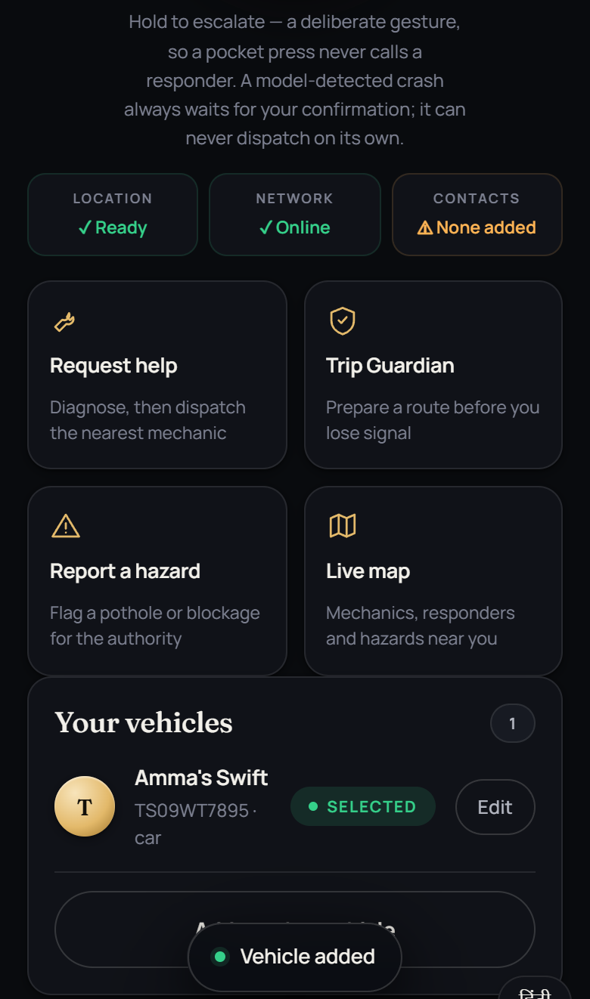 Hold to escalate — a deliberate gesture,
so a pocket press never calls a
responder. A model-detected crash
always waits for your confirmation; it can
never dispatch on its own.
LOCATION
✓ Ready
NETWORK
✓ Online
CONTACTS
⚠ None added
Request help
Diagnose, then dispatch
the nearest mechanic
Trip Guardian
Prepare a route before you
lose signal
Report a hazard
Flag a pothole or blockage
for the authority
Live map
Mechanics, responders
and hazards near you
Your vehicles
1
T
Amma's Swift
TS09WT7895 ·
car
SELECTED
Edit
Vehicle added
हिंदी